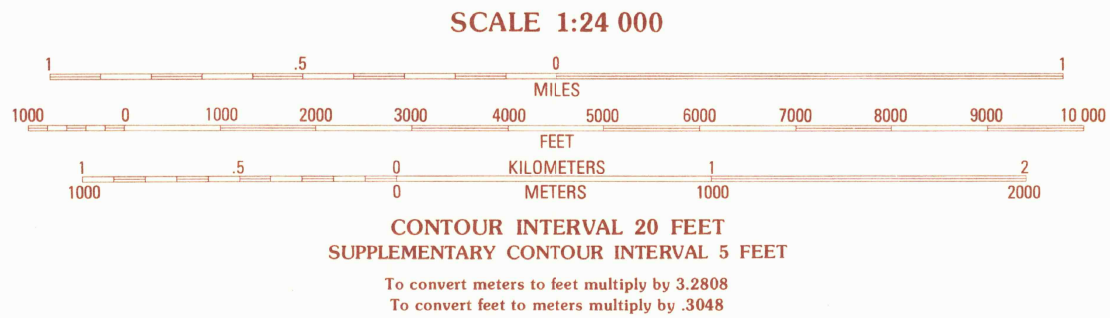 SCALE 1:24 000
1 .5 0 1
MILES
1000 0 1000 2000 3000 4000 5000 6000 7000 8000 9000 10 000
FEET
1 .5 0 KILOMETERS 1 2
1000 0 METERS 1000 2000
CONTOUR INTERVAL 20 FEET
SUPPLEMENTARY CONTOUR INTERVAL 5 FEET
To convert meters to feet multiply by 3.2808
To convert feet to meters multiply by .3048